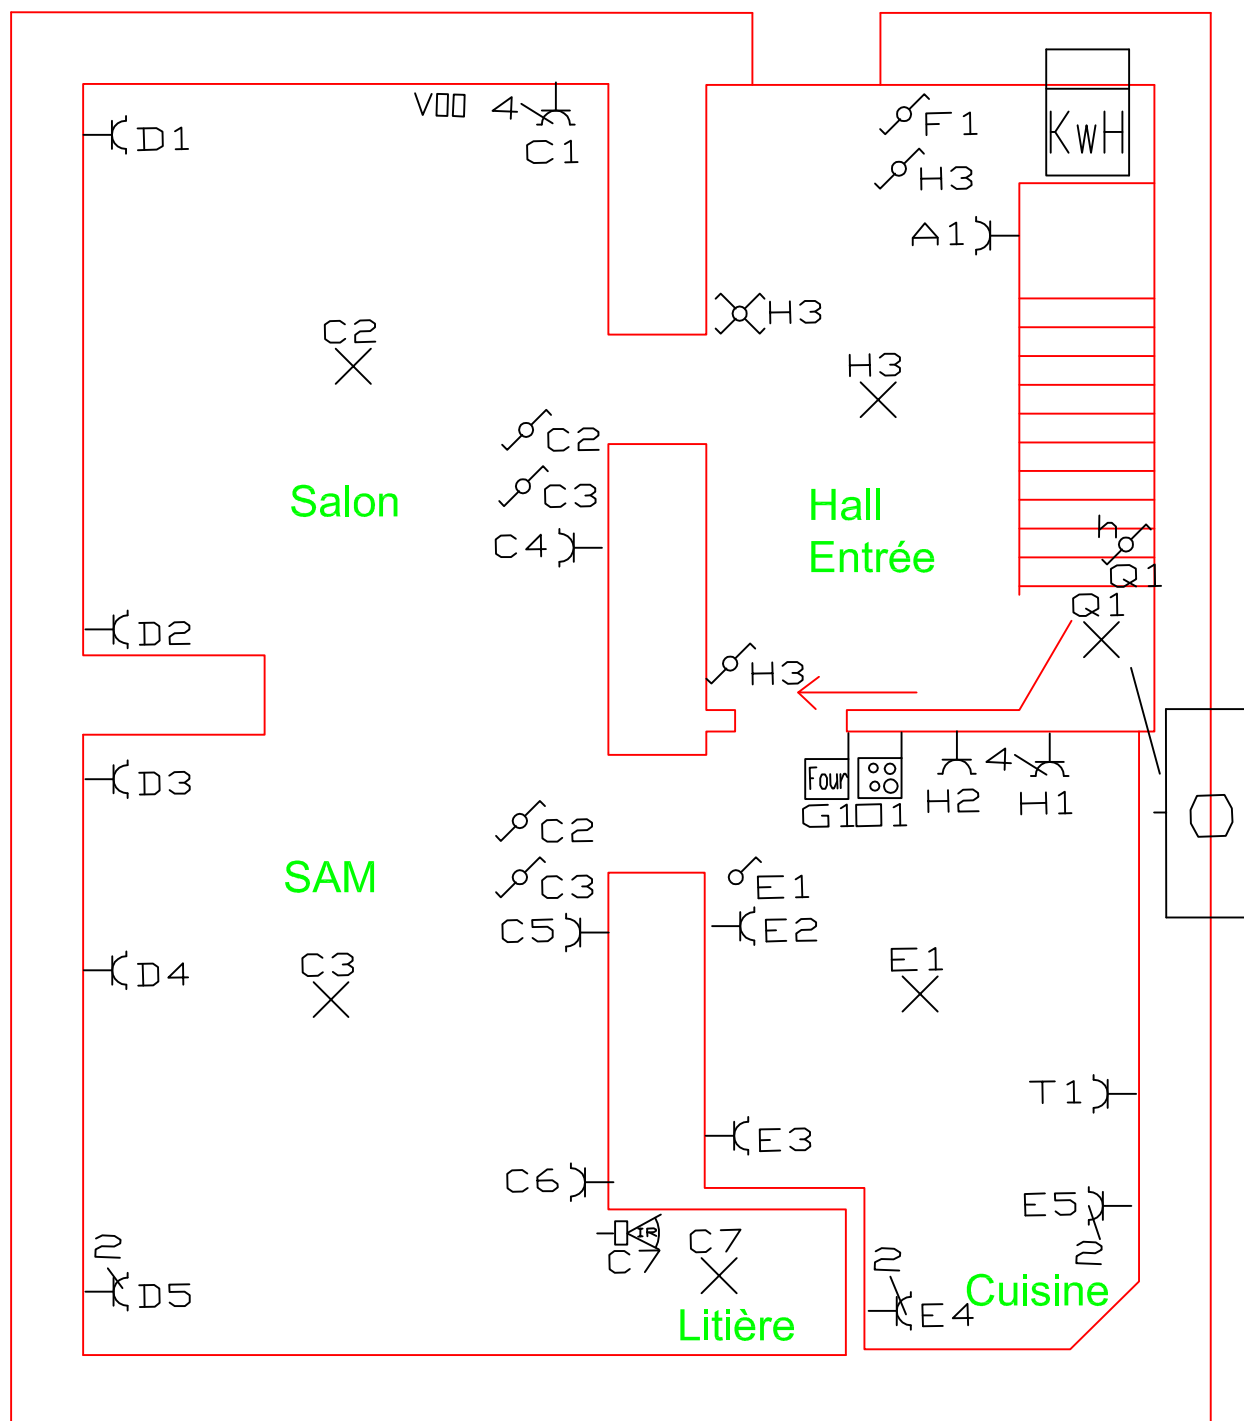 VOO 4
C1
D1
F1
H3
KwH
A1
H3
C2
H3
C2
C3
Salon
Hall
Entrée
C4
h
Q1
Q1
D2
H3
D3
Four
G1
O1
H2
4
H1
C2
C3
SAM
E1
C5
E2
D4
C3
E1
T1
E3
C6
E5
2
IR
C7
C7
2
D5
2
E4
Cuisine
Litière